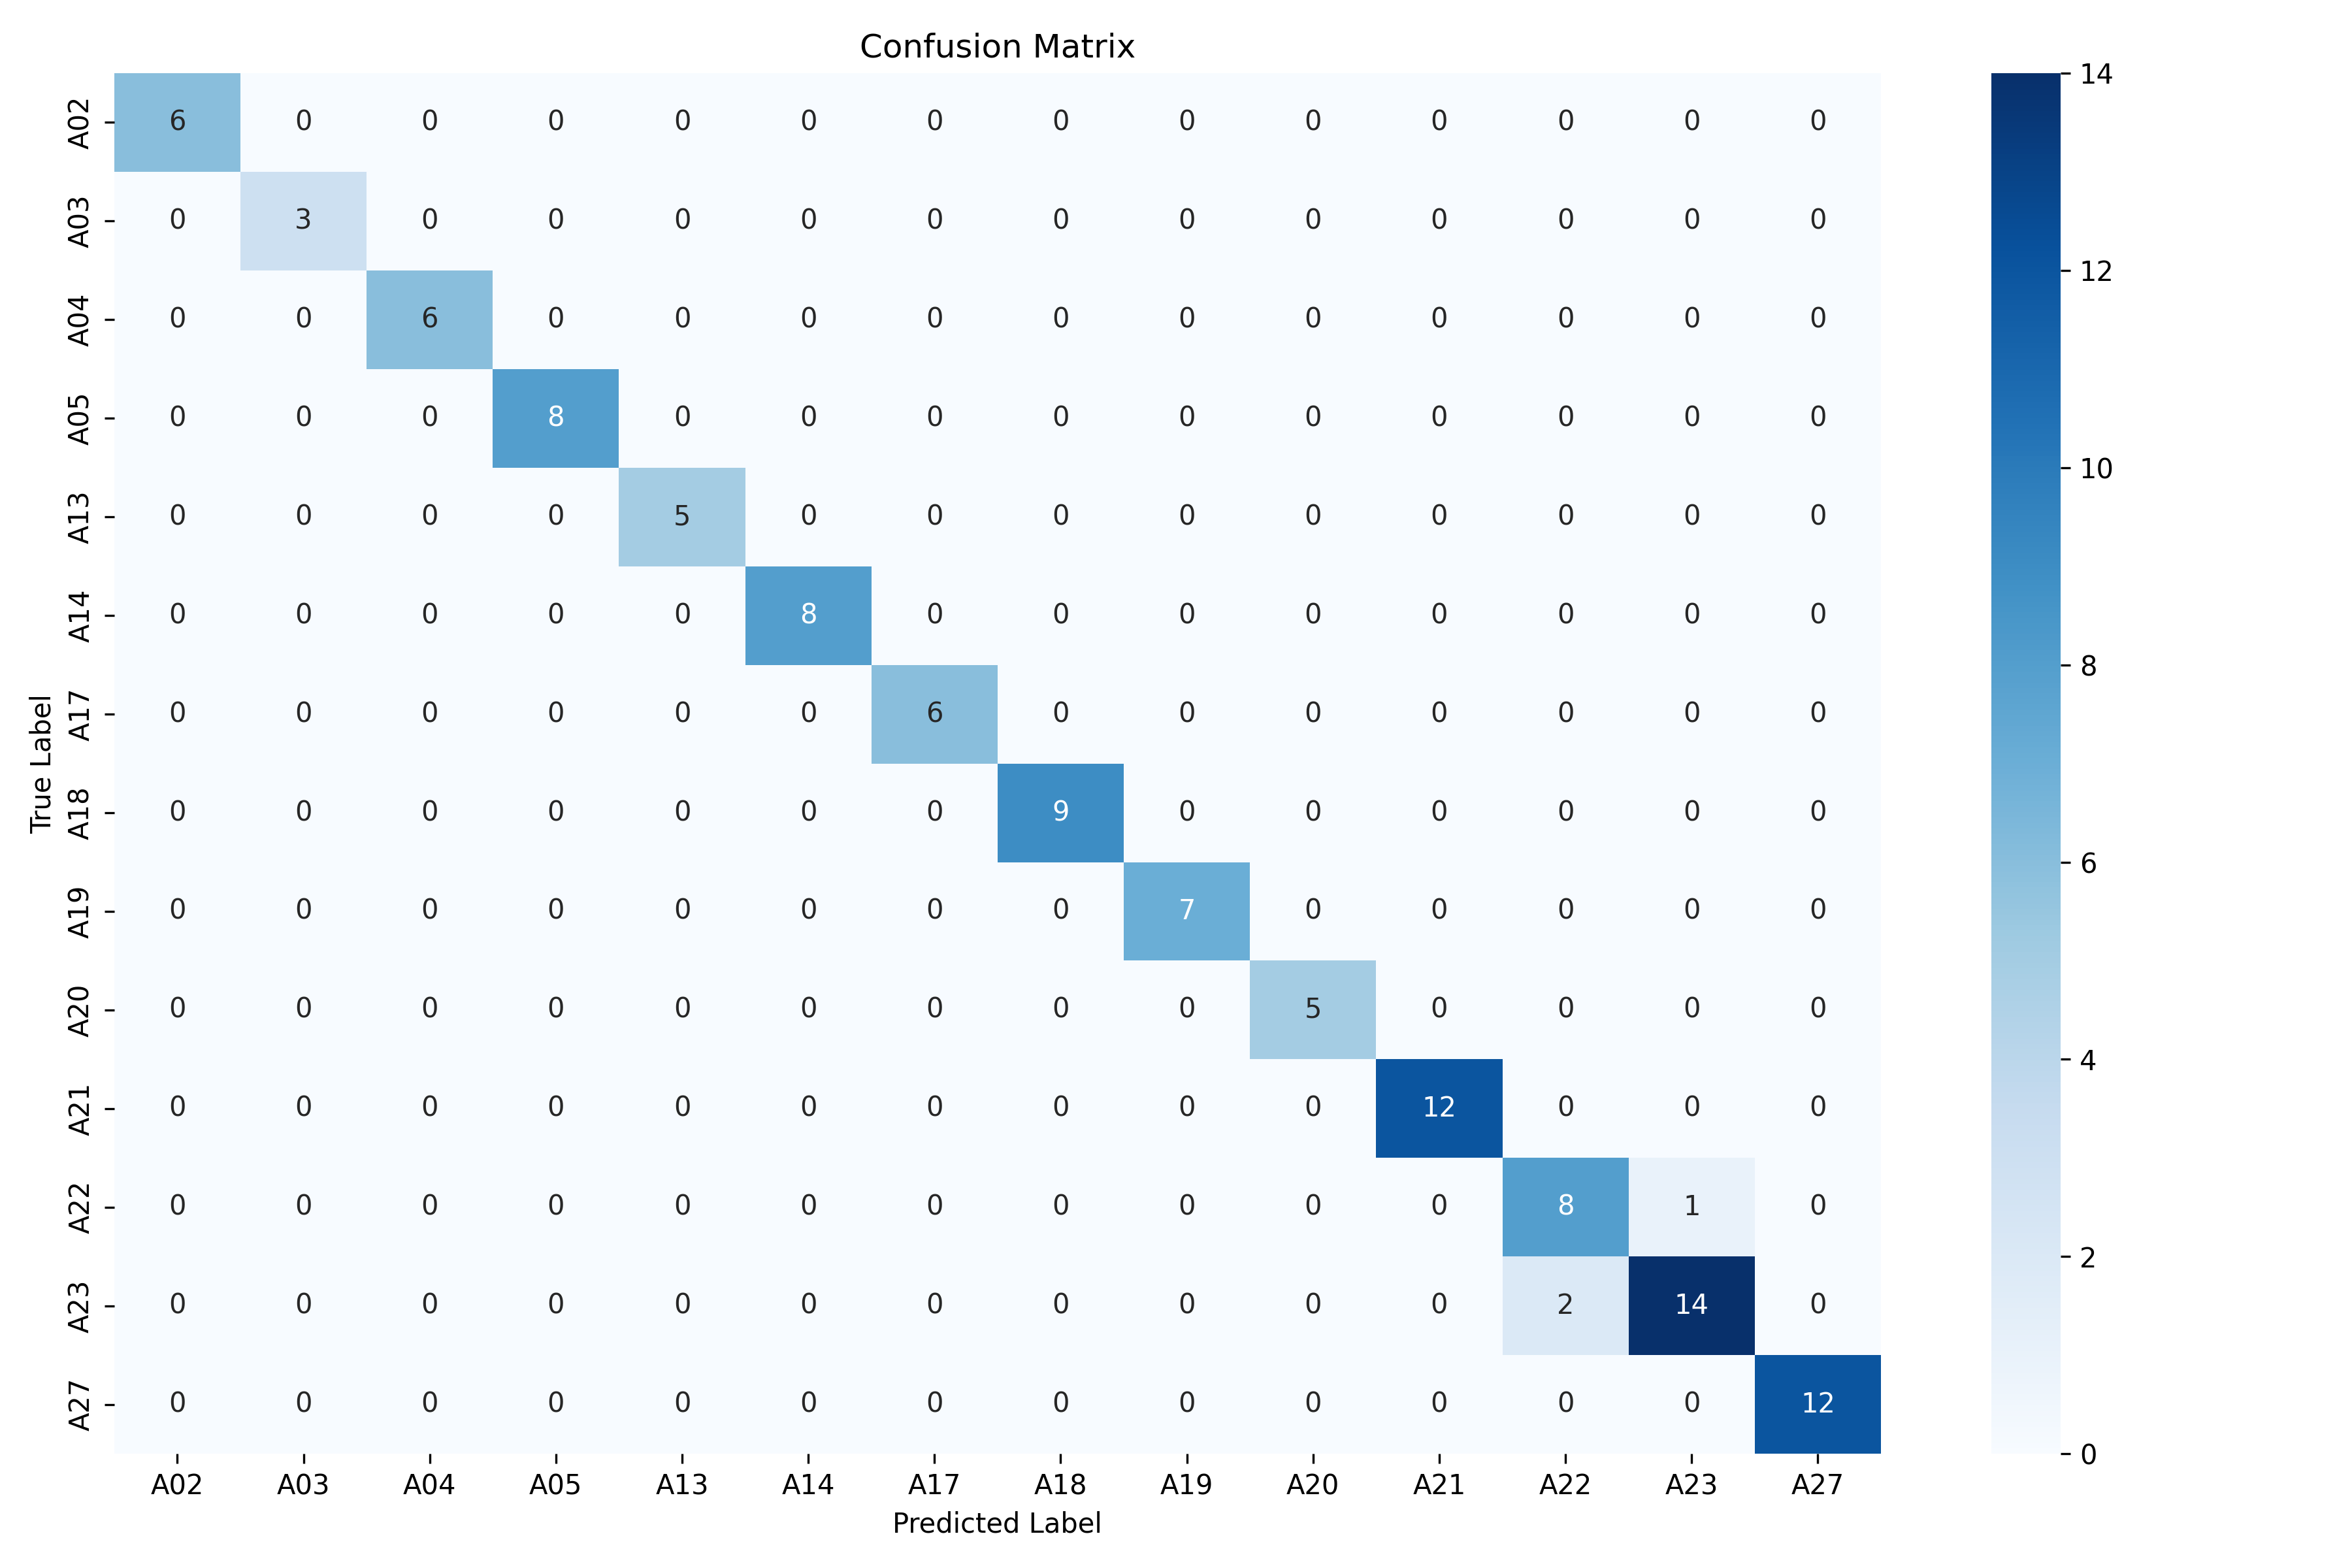 Confusion Matrix
A02 6 0 0 0 0 0 0 0 0 0 0 0 0 0
A03 0 3 0 0 0 0 0 0 0 0 0 0 0 0
A04 0 0 6 0 0 0 0 0 0 0 0 0 0 0
A05 0 0 0 8 0 0 0 0 0 0 0 0 0 0
A13 0 0 0 0 5 0 0 0 0 0 0 0 0 0
A14 0 0 0 0 0 8 0 0 0 0 0 0 0 0
A17 0 0 0 0 0 0 6 0 0 0 0 0 0 0
A18 0 0 0 0 0 0 0 9 0 0 0 0 0 0
A19 0 0 0 0 0 0 0 0 7 0 0 0 0 0
A20 0 0 0 0 0 0 0 0 0 5 0 0 0 0
A21 0 0 0 0 0 0 0 0 0 0 12 0 0 0
A22 0 0 0 0 0 0 0 0 0 0 0 8 1 0
A23 0 0 0 0 0 0 0 0 0 0 0 2 14 0
A27 0 0 0 0 0 0 0 0 0 0 0 0 0 12
A02 A03 A04 A05 A13 A14 A17 A18 A19 A20 A21 A22 A23 A27
Predicted Label
True Label
14
12
10
8
6
4
2
0